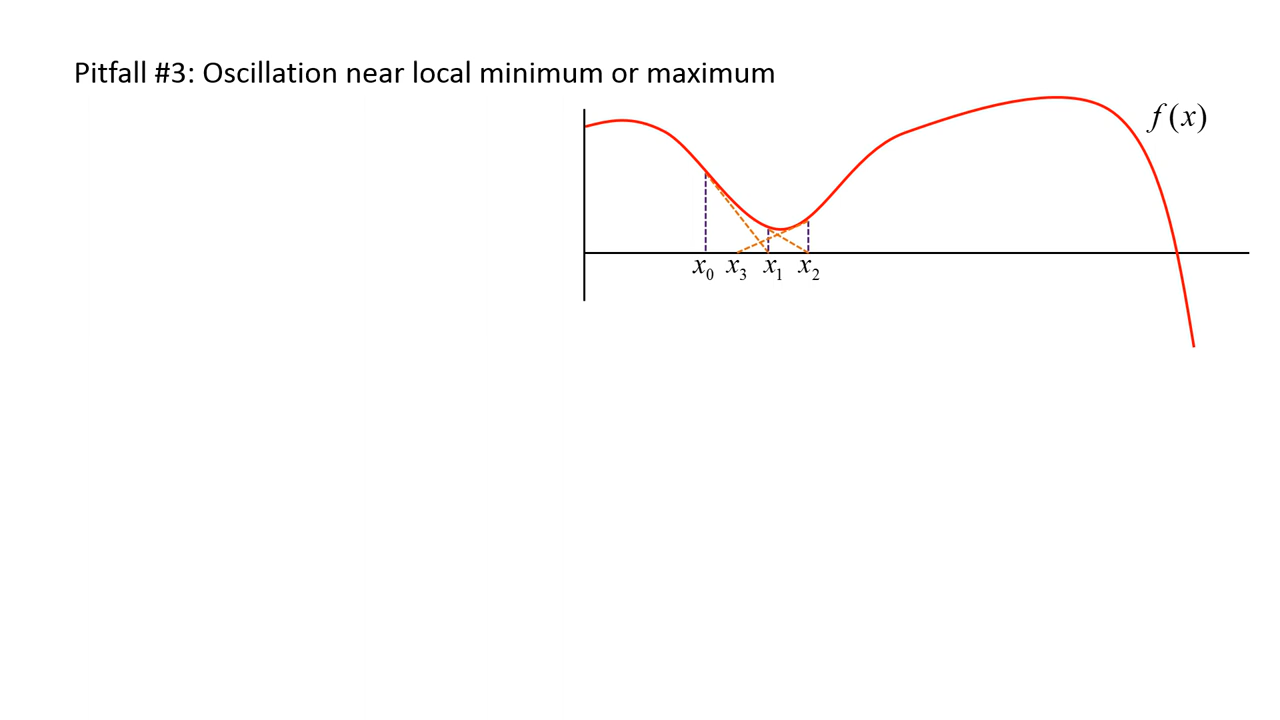 Pitfall #3: Oscillation near local minimum or maximum
f(x)
x₀ x₃ x₁ x₂